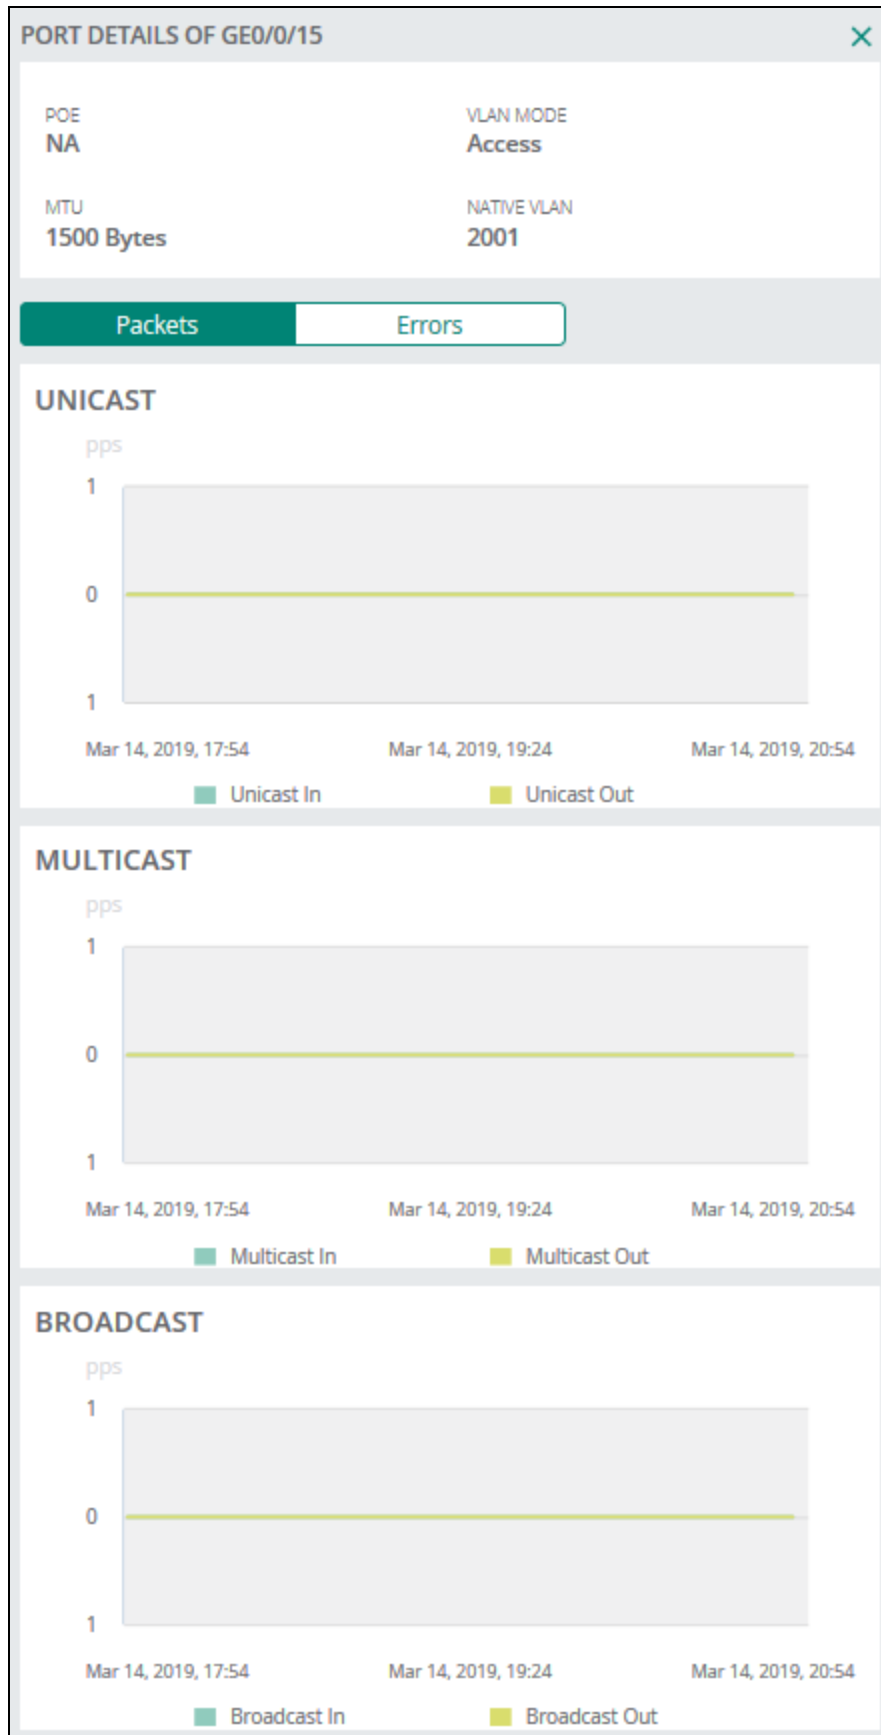 PORT DETAILS OF GE0/0/15
POE VLAN MODE
NA Access
MTU NATIVE VLAN
1500 Bytes 2001
Packets Errors
UNICAST
pps
1
0
1
Mar 14, 2019, 17:54 Mar 14, 2019, 19:24 Mar 14, 2019, 20:54
Unicast In Unicast Out
MULTICAST
pps
1
0
1
Mar 14, 2019, 17:54 Mar 14, 2019, 19:24 Mar 14, 2019, 20:54
Multicast In Multicast Out
BROADCAST
pps
1
0
1
Mar 14, 2019, 17:54 Mar 14, 2019, 19:24 Mar 14, 2019, 20:54
Broadcast In Broadcast Out